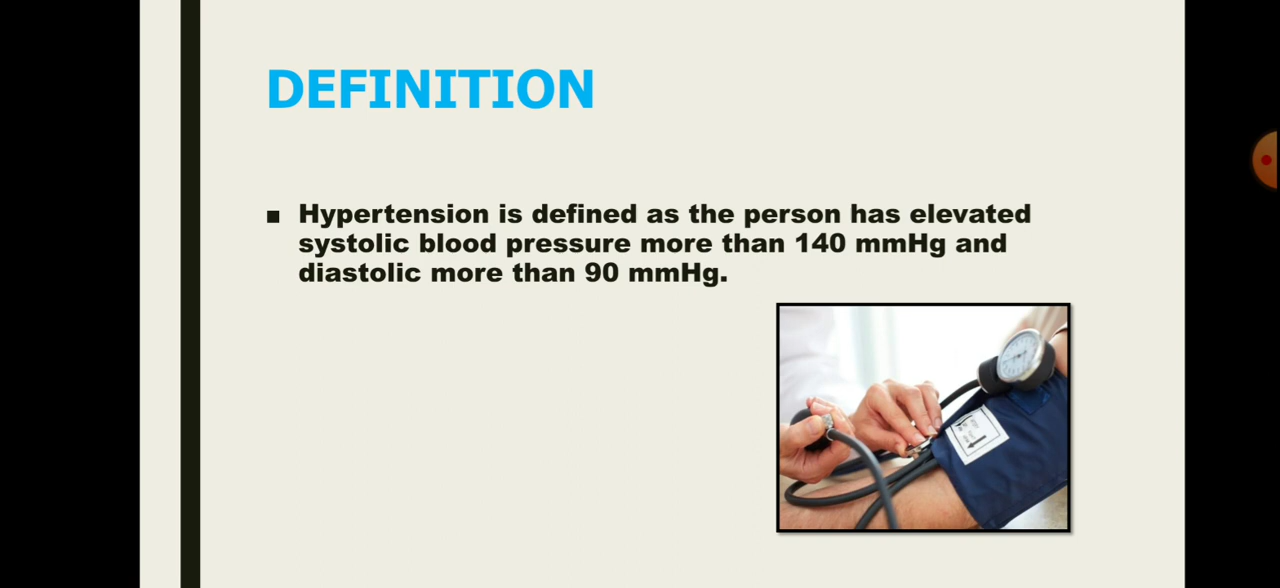 DEFINITION
■ Hypertension is defined as the person has elevated
systolic blood pressure more than 140 mmHg and
diastolic more than 90 mmHg.